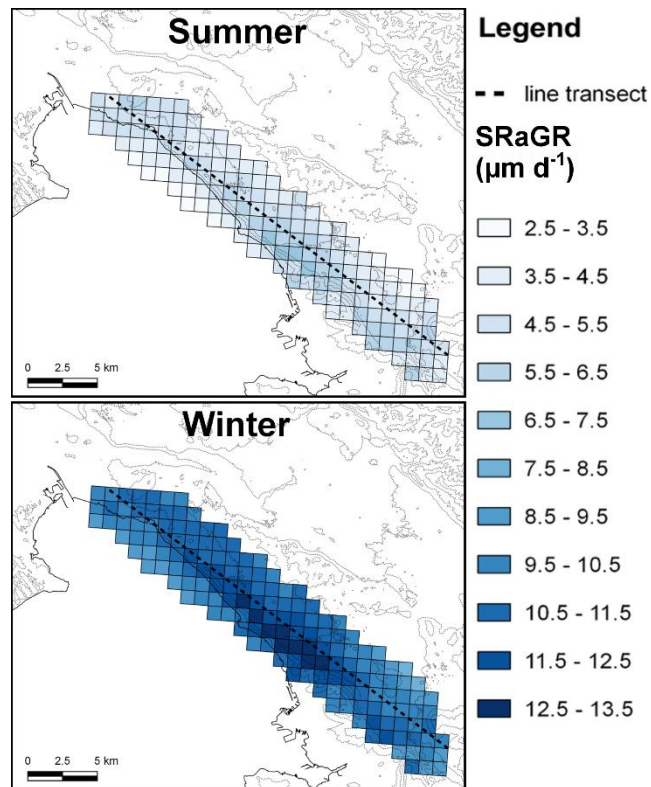 Summer
0 2.5 5 km
Winter
0 2.5 5 km
Legend
line transect
SRaGR
(µm d⁻¹)
2.5 - 3.5
3.5 - 4.5
4.5 - 5.5
5.5 - 6.5
6.5 - 7.5
7.5 - 8.5
8.5 - 9.5
9.5 - 10.5
10.5 - 11.5
11.5 - 12.5
12.5 - 13.5